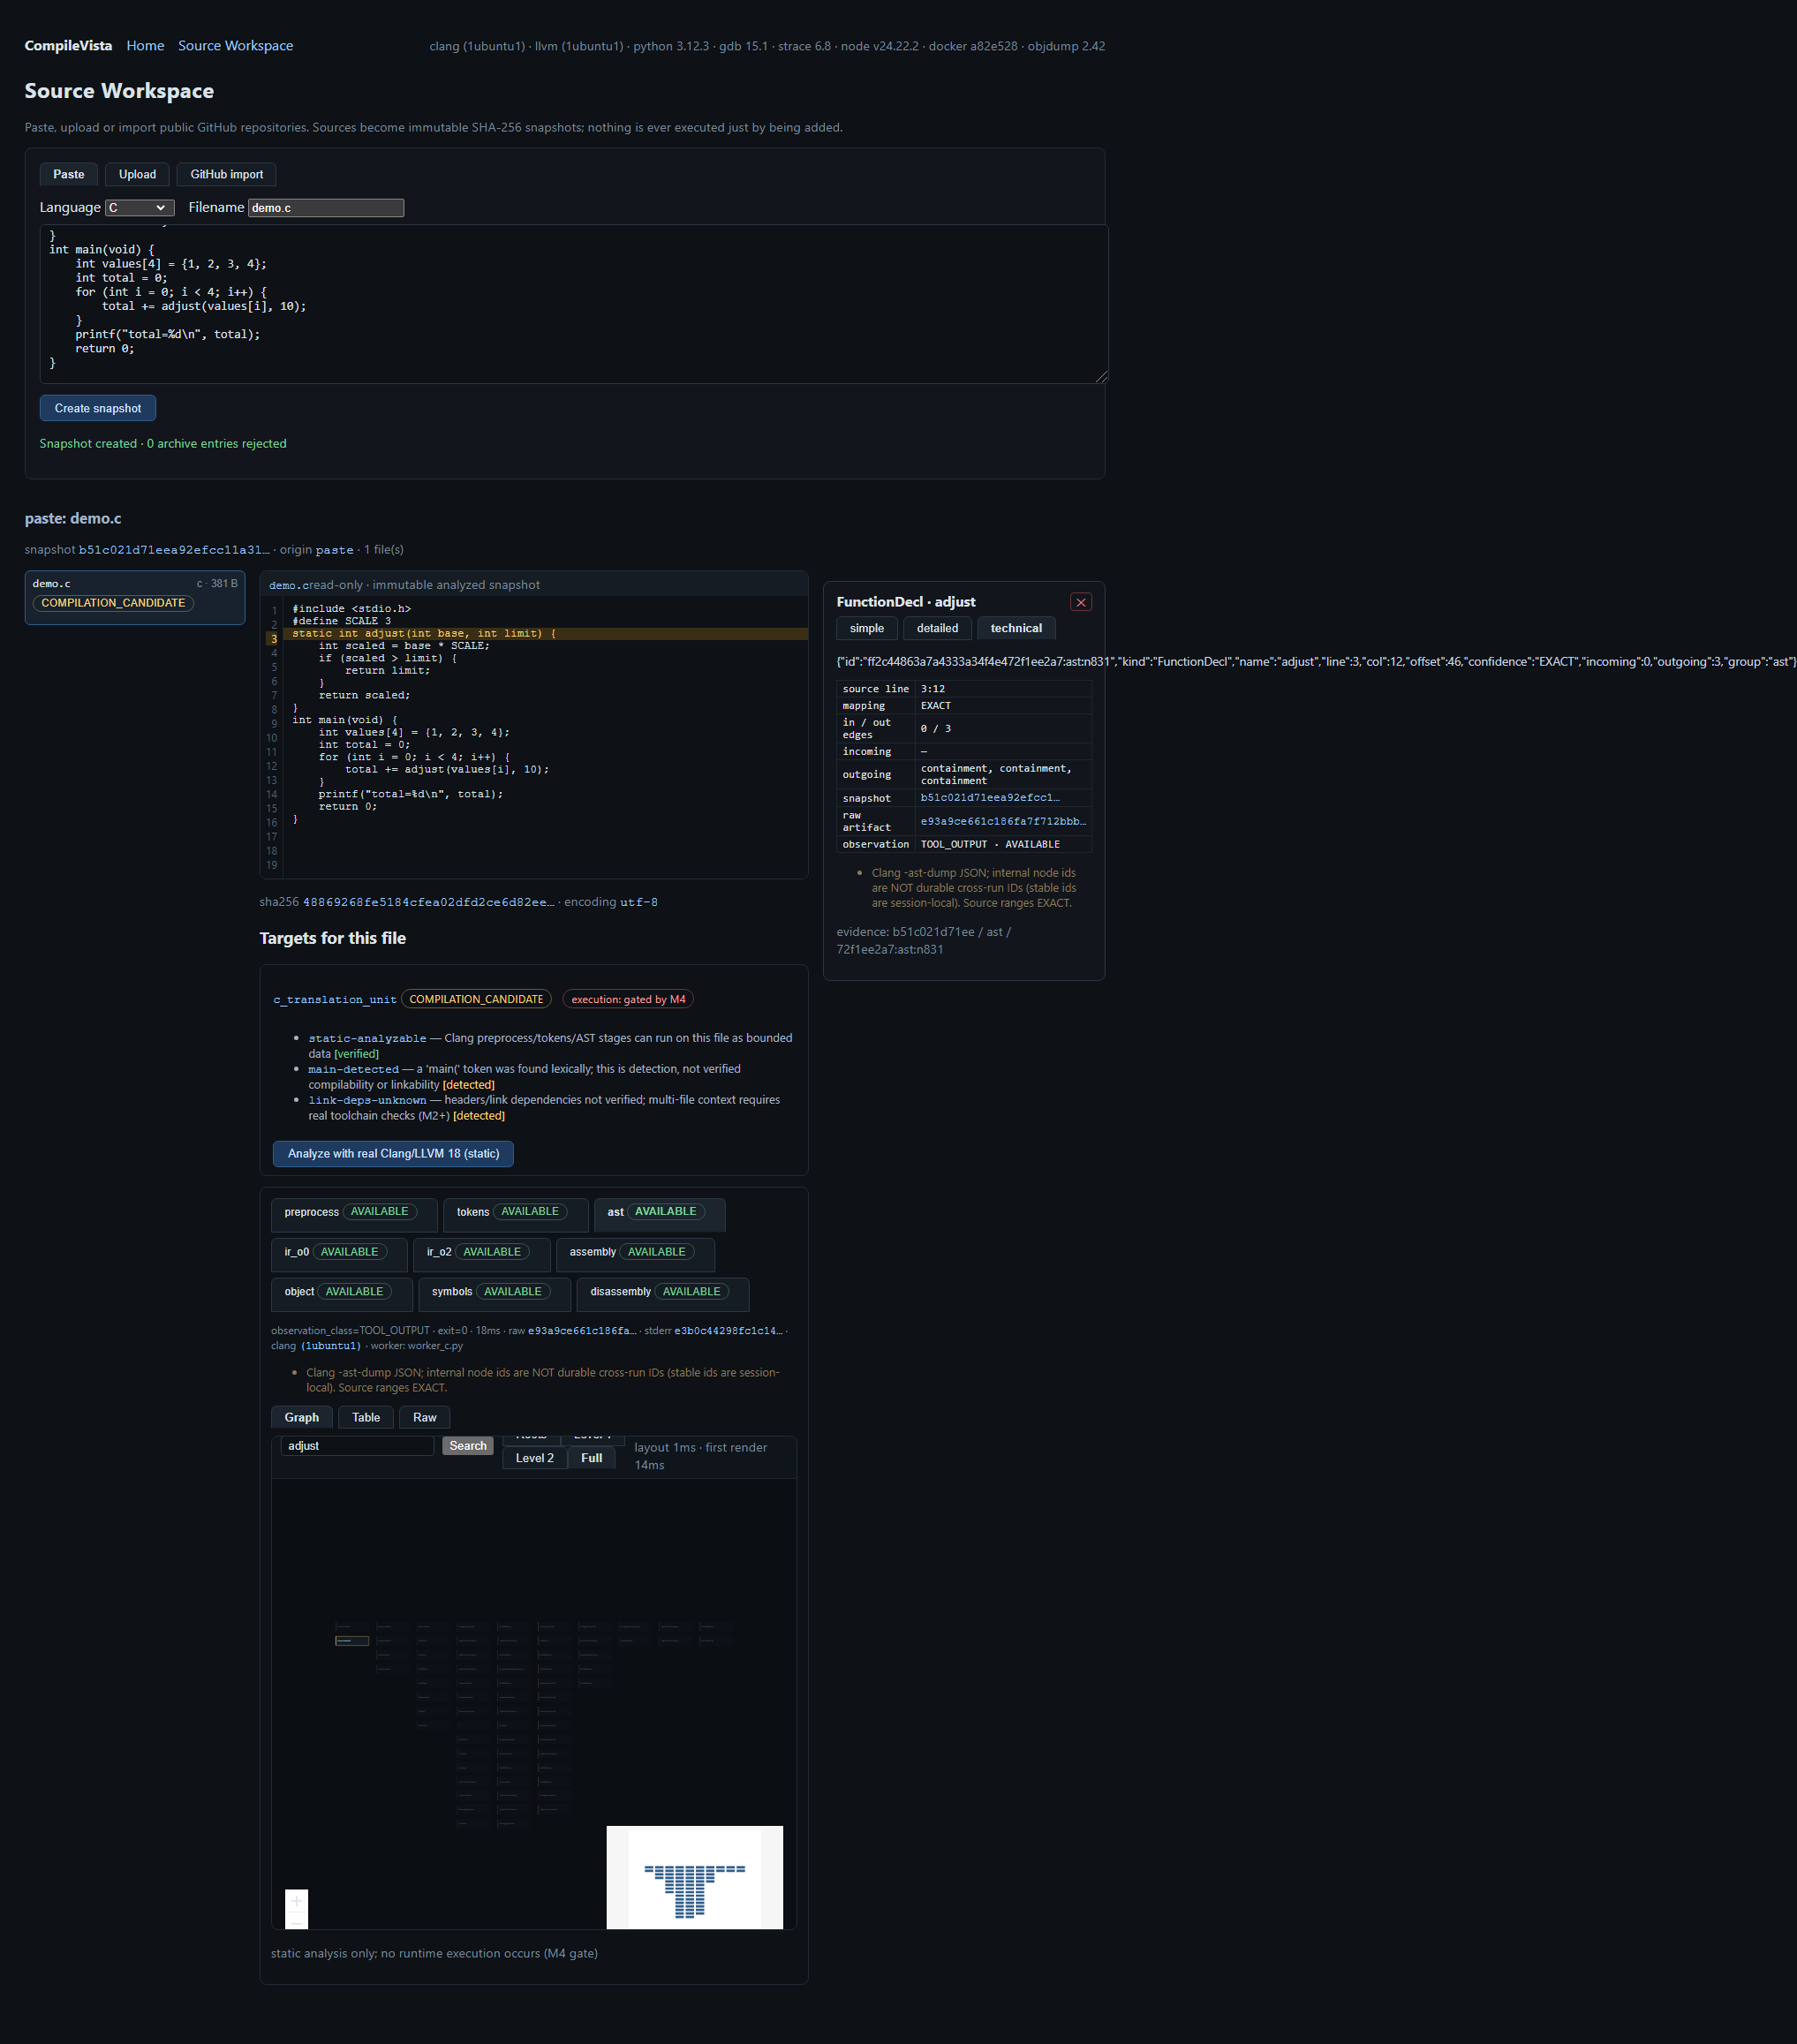 CompileVista Home Source Workspace clang (1ubuntu1) · llvm (1ubuntu1) · python 3.12.3 · gdb 15.1 · strace 6.8 · node v24.22.2 · docker a82e528 · objdump 2.42
Source Workspace
Paste, upload or import public GitHub repositories. Sources become immutable SHA-256 snapshots; nothing is ever executed just by being added.
Paste Upload GitHub import
Language C Filename demo.c
}
int main(void) {
    int values[4] = {1, 2, 3, 4};
    int total = 0;
    for (int i = 0; i < 4; i++) {
        total += adjust(values[i], 10);
    }
    printf("total=%d\n", total);
    return 0;
}
Create snapshot
Snapshot created · 0 archive entries rejected
paste: demo.c
snapshot b51c021d71eea92efcc11a31… · origin paste · 1 file(s)
demo.c c · 381 B
COMPILATION_CANDIDATE
demo.cread-only · immutable analyzed snapshot
1
2
3
4
5
6
7
8
9
10
11
12
13
14
15
16
17
18
19
#include <stdio.h>
#define SCALE 3
static int adjust(int base, int limit) {
    int scaled = base * SCALE;
    if (scaled > limit) {
        return limit;
    }
    return scaled;
}
int main(void) {
    int values[4] = {1, 2, 3, 4};
    int total = 0;
    for (int i = 0; i < 4; i++) {
        total += adjust(values[i], 10);
    }
    printf("total=%d\n", total);
    return 0;
}
sha256 48869268fe5184cfea02dfd2ce6d82ee… · encoding utf-8
Targets for this file
c_translation_unit COMPILATION_CANDIDATE execution: gated by M4
• static-analyzable — Clang preprocess/tokens/AST stages can run on this file as bounded
data [verified]
• main-detected — a 'main(' token was found lexically; this is detection, not verified
compilability or linkability [detected]
• link-deps-unknown — headers/link dependencies not verified; multi-file context requires
real toolchain checks (M2+) [detected]
Analyze with real Clang/LLVM 18 (static)
preprocess AVAILABLE tokens AVAILABLE ast AVAILABLE
ir_o0 AVAILABLE ir_o2 AVAILABLE assembly AVAILABLE
object AVAILABLE symbols AVAILABLE disassembly AVAILABLE
observation_class=TOOL_OUTPUT · exit=0 · 18ms · raw e93a9ce661c186fa… · stderr e3b0c44298fc1c14… ·
clang (1ubuntu1) · worker: worker_c.py
• Clang -ast-dump JSON; internal node ids are NOT durable cross-run IDs (stable ids are session-
local). Source ranges EXACT.
Graph Table Raw
adjust Search
Level 2 Full
layout 1ms · first render
14ms
static analysis only; no runtime execution occurs (M4 gate)
FunctionDecl · adjust
simple detailed technical
{"id":"ff2c44863a7a4333a34f4e472f1ee2a7:ast:n831","kind":"FunctionDecl","name":"adjust","line":3,"col":12,"offset":46,"confidence":"EXACT","incoming":0,"outgoing":3,"group":"ast"}
source line 3:12
mapping EXACT
in / out
edges 0 / 3
incoming —
outgoing containment, containment,
containment
snapshot b51c021d71eea92efcc1…
raw
artifact e93a9ce661c186fa7f712bbb…
observation TOOL_OUTPUT · AVAILABLE
• Clang -ast-dump JSON; internal node ids
are NOT durable cross-run IDs (stable ids
are session-local). Source ranges EXACT.
evidence: b51c021d71ee / ast /
72f1ee2a7:ast:n831